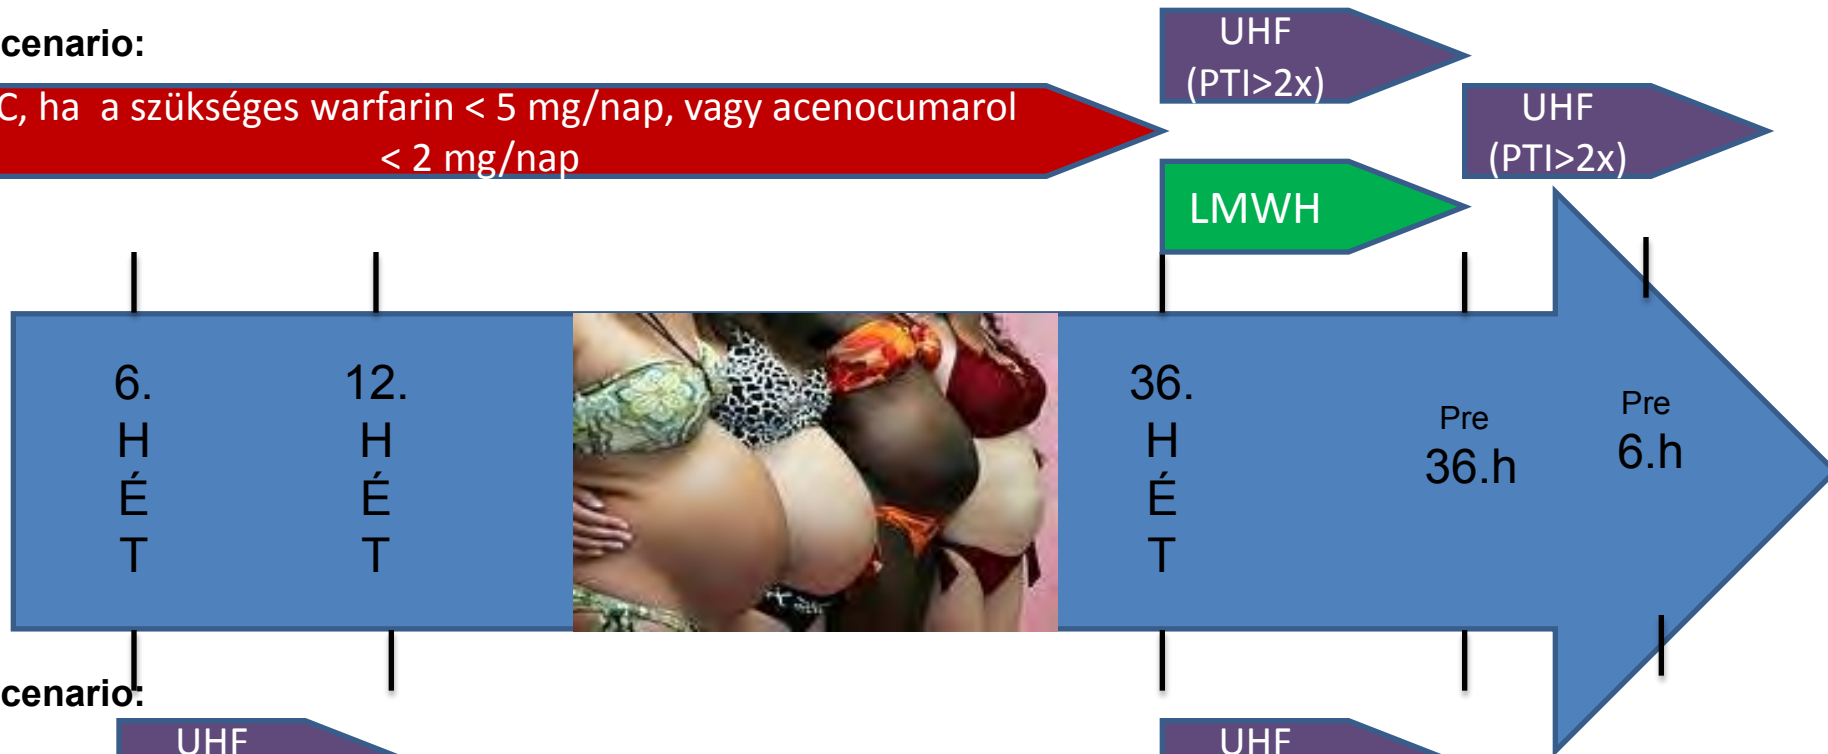 cenario:
UHF
(PTI>2x)
C, ha a szükséges warfarin < 5 mg/nap, vagy acenocumarol
< 2 mg/nap
UHF
(PTI>2x)
LMWH
6.
H
É
T
12.
H
É
T
36.
H
É
T
Pre
36.h
Pre
6.h
cenario:
UHF
UHF